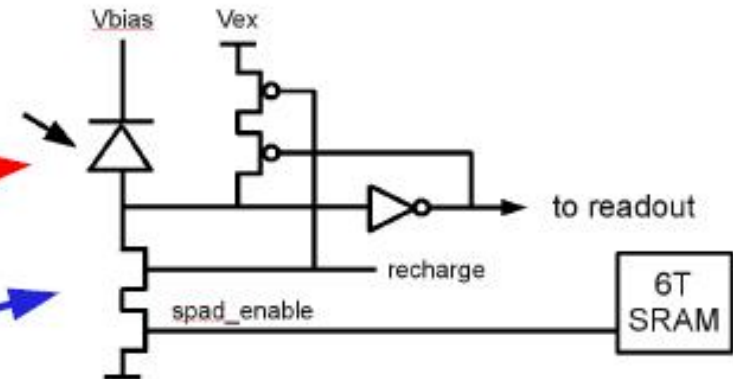 Vbias
Vex
to readout
recharge
spad_enable
6T
SRAM